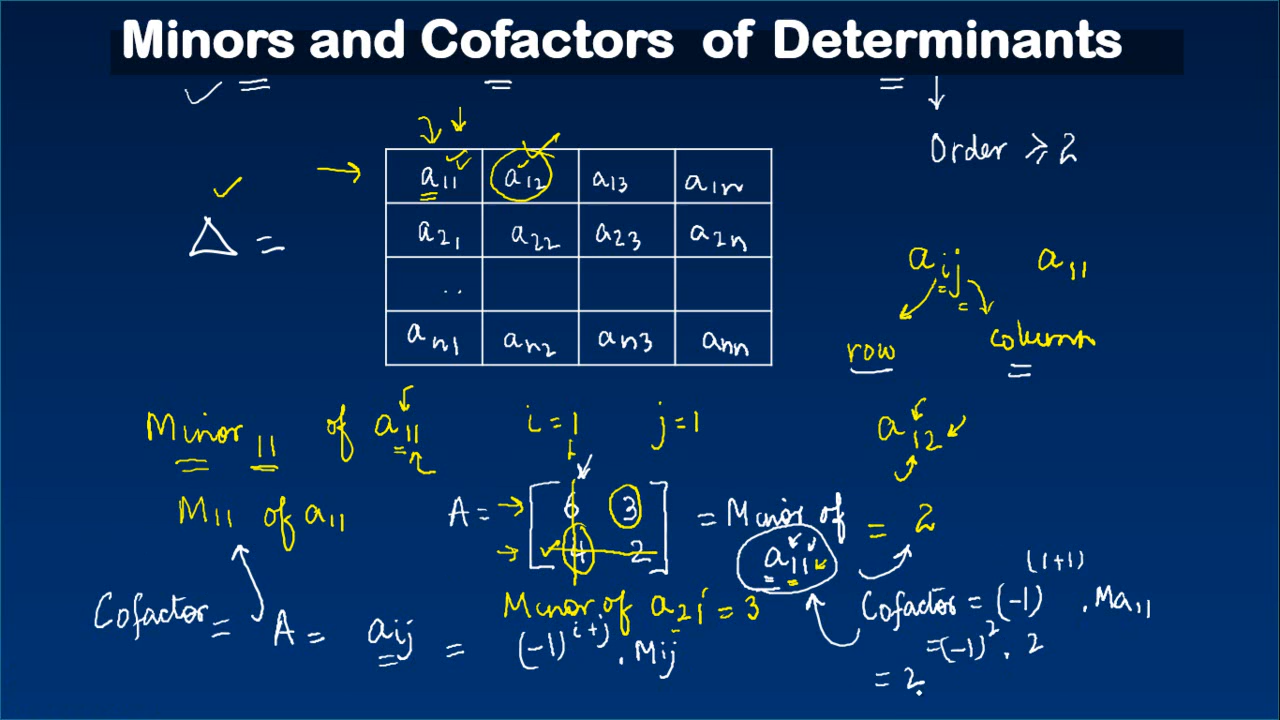 Minors and Cofactors of Determinants
Order ≥ 2
a11 a12 a13 a1n
Δ =
a21 a22 a23 a2n
..
an1 an2 an3 ann
aij a11
row column
Minor 11 of a11 i = 1 j = 1 a12
M11 of a11
A = [6 3
4 2] = Minor of a11 = 2
Minor of a21 = 3
Cofactor = (-1)^(1+1) . Ma11
= (-1)^2 . 2
= 2.
Cofactor = A = aij = (-1)^i+j . Mij